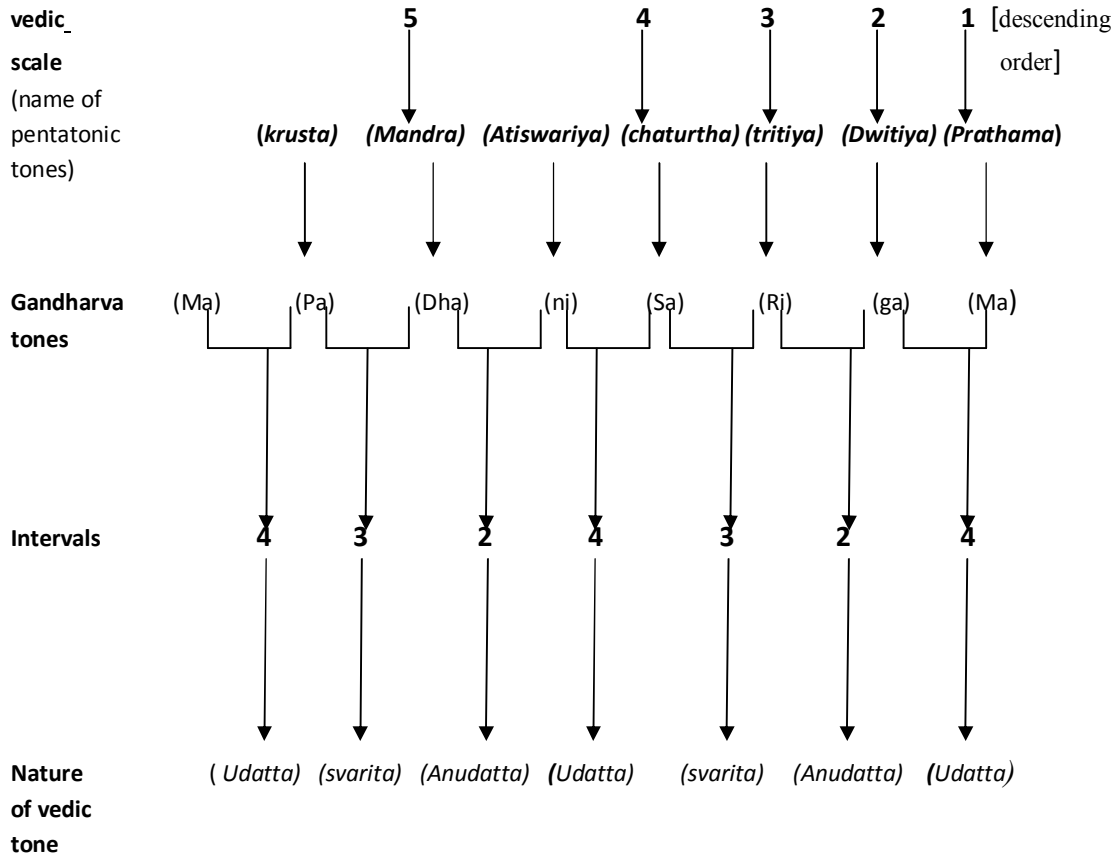 vedic_ 5 4 3 2 1 [descending
scale order]
(name of
pentatonic (krusta) (Mandra) (Atiswariya) (chaturtha) (tritiya) (Dwitiya) (Prathama)
tones)
Gandharva (Ma) (Pa) (Dha) (ni) (Sa) (Ri) (ga) (Ma)
tones
Intervals 4 3 2 4 3 2 4
Nature ( Udatta) (svarita) (Anudatta) (Udatta) (svarita) (Anudatta) (Udatta)
of vedic
tone